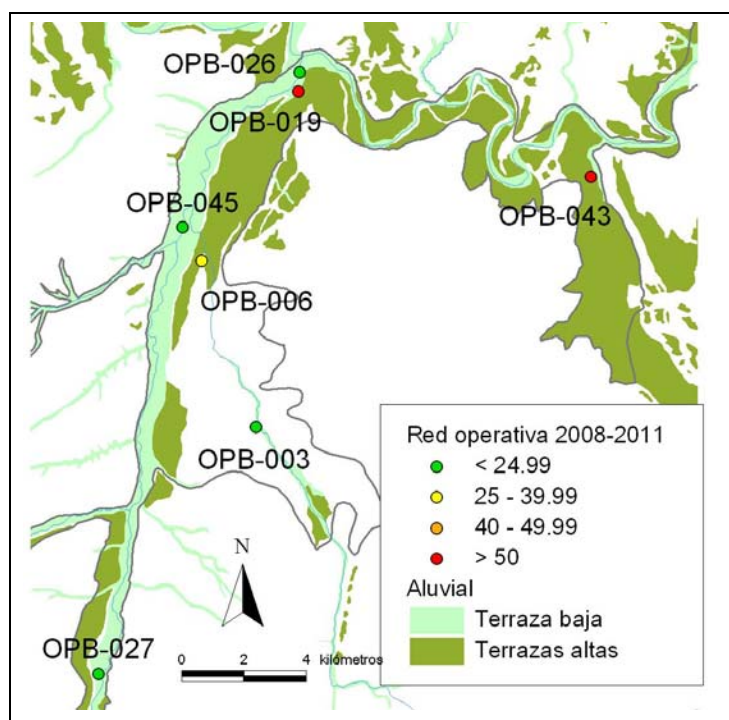 OPB-026
OPB-019
OPB-045
OPB-043
OPB-006
OPB-003
Red operativa 2008-2011
< 24.99
25 - 39.99
40 - 49.99
> 50
Aluvial
Terraza baja
Terrazas altas
N
OPB-027
0 2 4 kilómetros